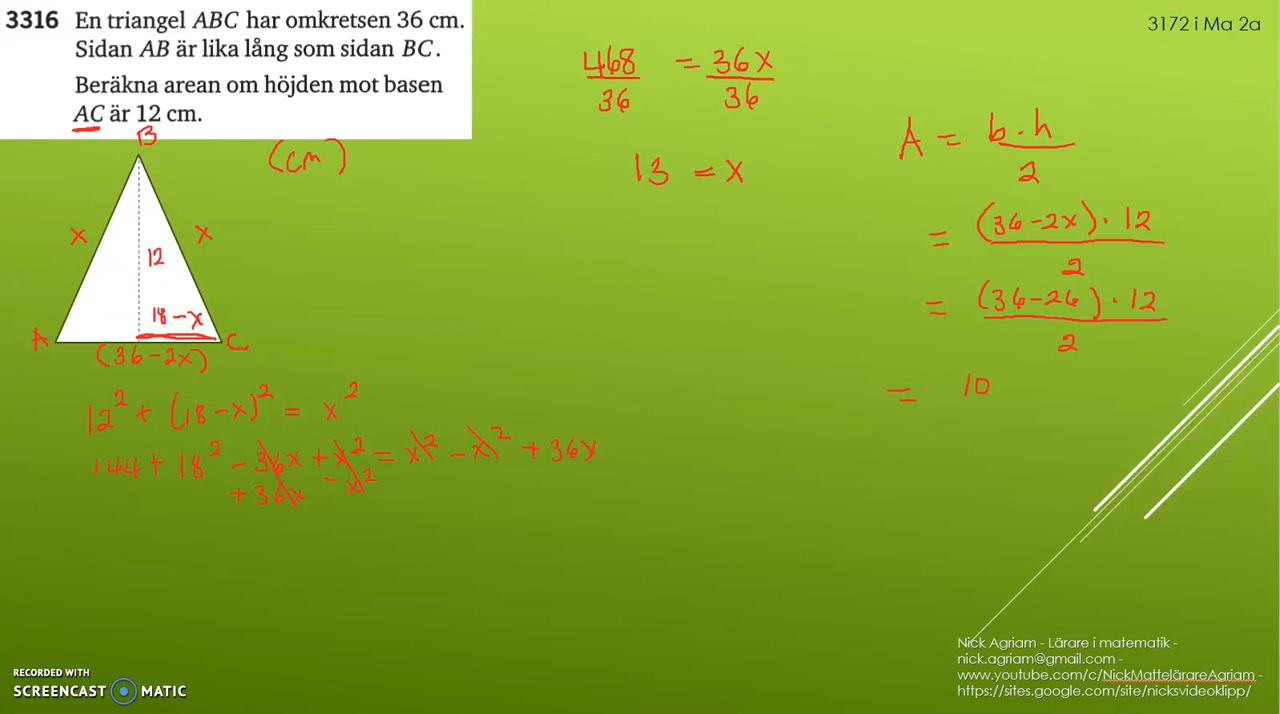 3316 En triangel ABC har omkretsen 36 cm.
Sidan AB är lika lång som sidan BC.
Beräkna arean om höjden mot basen
AC är 12 cm.
3172 i Ma 2a
B
(cm)
x
x
12
18-x
A
C
(36-2x)
12² + (18-x)² = x²
144 + 18² - 36x + x² = x² - x² + 36x
+ 36x - x²
468/36 = 36x/36
13 = x
A = b·h/2
= (36-2x)·12/2
= (36-26)·12/2
= 10
Nick Agriam - Lärare i matematik -
nick.agriam@gmail.com -
www.youtube.com/c/NickMattelärareAgriam -
https://sites.google.com/site/nicksvideoklipp/
RECORDED WITH
SCREENCAST MATIC